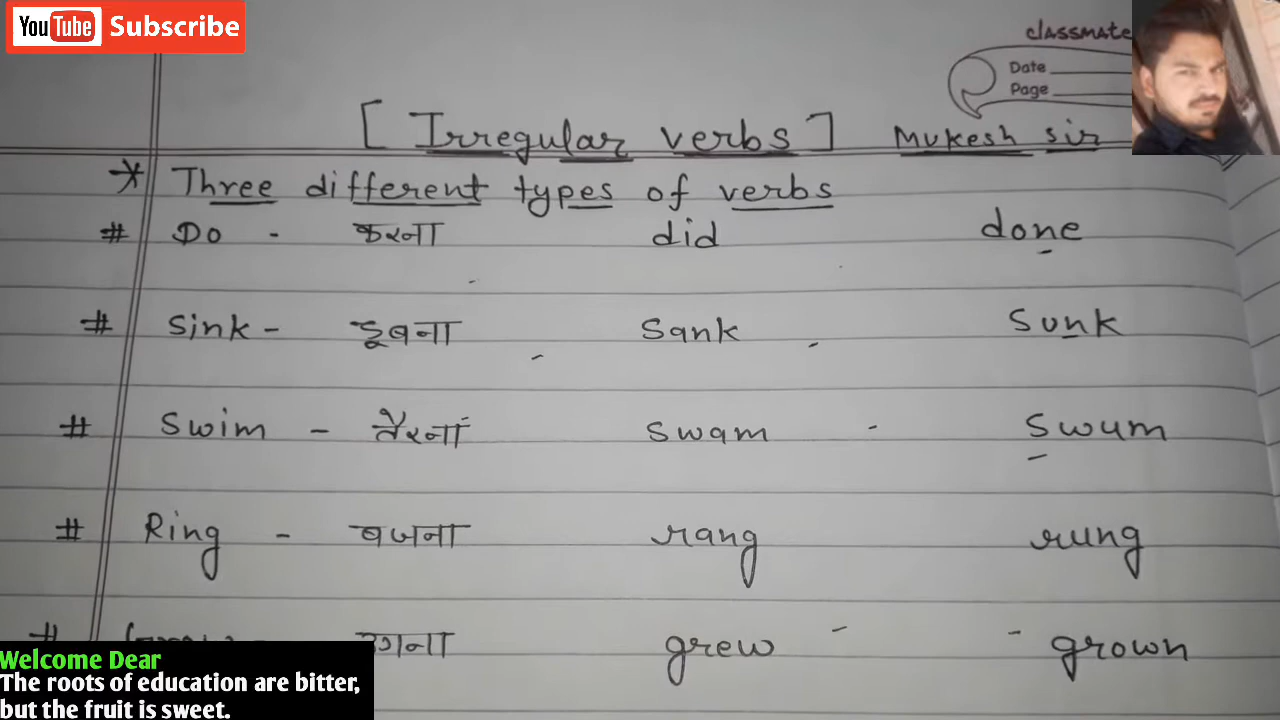 YouTube Subscribe
classmate
Date
Page
[ Irregular verbs ] Mukesh sir
* Three different types of verbs
# Do - करना did done
# Sink - डूबना Sank Sunk
# Swim - तैरना swam - swum
# Ring - बजना rang rung
# grew - - grown
Welcome Dear
The roots of education are bitter,
but the fruit is sweet.